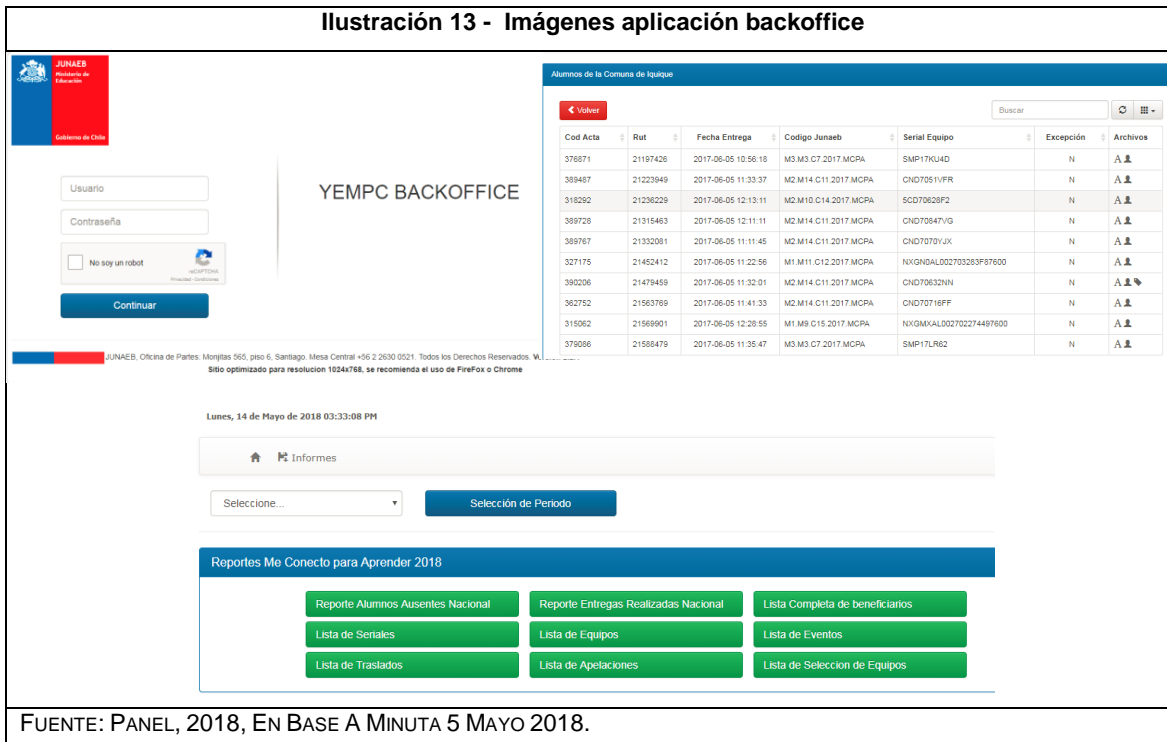 Ilustración 13 - Imágenes aplicación backoffice
JUNAEB
Ministerio de
Educación
Gobierno de Chile
Usuario
Contraseña
No soy un robot
reCAPTCHA
Privacidad - Condiciones
Continuar
YEMPC BACKOFFICE
JUNAEB, Oficina de Partes: Monjitas 565, piso 6, Santiago. Mesa Central +56 2 2630 0521. Todos los Derechos Reservados.
Sitio optimizado para resolucion 1024x768, se recomienda el uso de FireFox o Chrome
Alumnos de la Comuna de Iquique
Volver
Buscar
Cod Acta Rut Fecha Entrega Codigo Junaeb Serial Equipo Excepción Archivos
376871 21197426 2017-06-05 10:56:18 M3.M3.C7.2017.MCPA SMP17KU4D N A
389487 21223949 2017-06-05 11:33:37 M2.M14.C11.2017.MCPA CND7051VFR N A
318292 21236229 2017-06-05 12:13:11 M2.M10.C14.2017.MCPA 5CD70628F2 N A
389728 21315463 2017-06-05 12:11:11 M2.M14.C11.2017.MCPA CND70847VG N A
389767 21332081 2017-06-05 11:11:45 M2.M14.C11.2017.MCPA CND7070YJX N A
327175 21452412 2017-06-05 11:22:56 M1.M11.C12.2017.MCPA NXGN0AL002703283F87600 N A
390206 21479459 2017-06-05 11:32:01 M2.M14.C11.2017.MCPA CND70632NN N A
362752 21563769 2017-06-05 11:41:33 M2.M14.C11.2017.MCPA CND70716FF N A
315062 21569901 2017-06-05 12:28:55 M1.M9.C15.2017.MCPA NXGMXAL002702274497600 N A
379086 21588479 2017-06-05 11:35:47 M3.M3.C7.2017.MCPA SMP17LR62 N A
Lunes, 14 de Mayo de 2018 03:33:08 PM
Informes
Seleccione...
Selección de Periodo
Reportes Me Conecto para Aprender 2018
Reporte Alumnos Ausentes Nacional Reporte Entregas Realizadas Nacional Lista Completa de beneficiarios
Lista de Seriales Lista de Equipos Lista de Eventos
Lista de Traslados Lista de Apelaciones Lista de Seleccion de Equipos
FUENTE: PANEL, 2018, EN BASE A MINUTA 5 MAYO 2018.